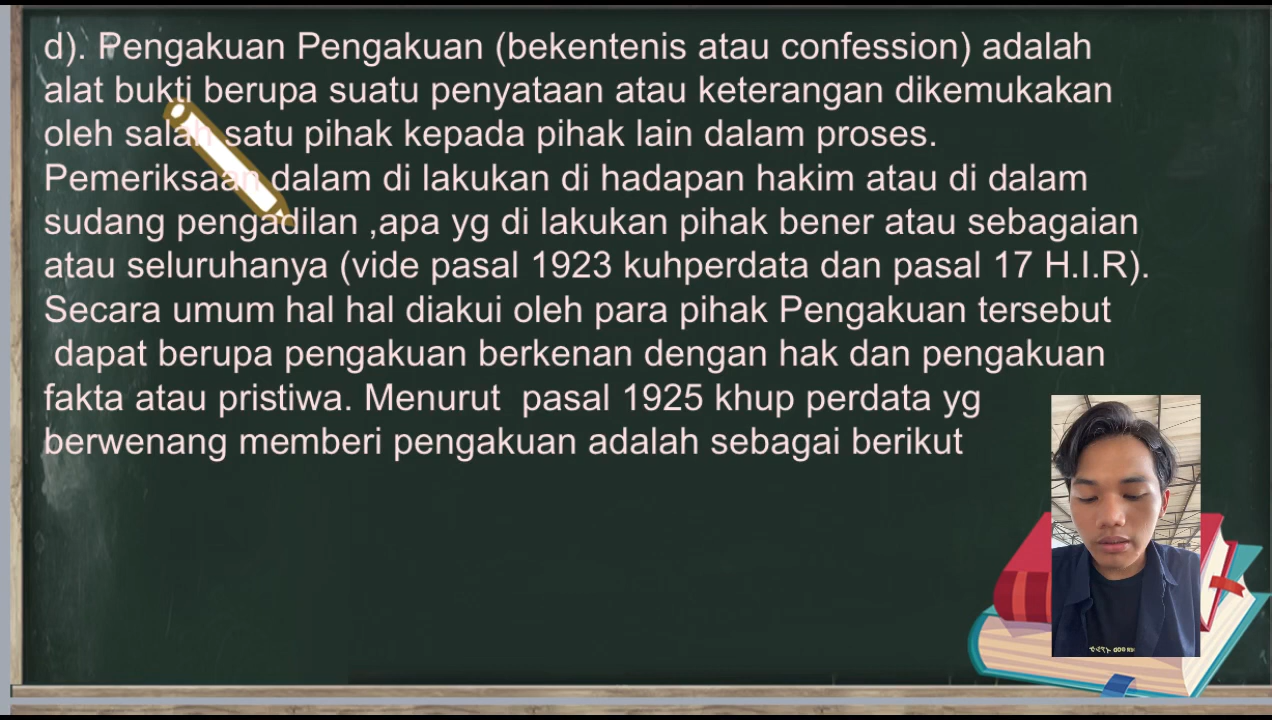 d). Pengakuan Pengakuan (bekentenis atau confession) adalah
alat bukti berupa suatu penyataan atau keterangan dikemukakan
oleh salah satu pihak kepada pihak lain dalam proses.
Pemeriksaan dalam di lakukan di hadapan hakim atau di dalam
sudang pengadilan ,apa yg di lakukan pihak bener atau sebagaian
atau seluruhanya (vide pasal 1923 kuhperdata dan pasal 17 H.I.R).
Secara umum hal hal diakui oleh para pihak Pengakuan tersebut
dapat berupa pengakuan berkenan dengan hak dan pengakuan
fakta atau pristiwa. Menurut pasal 1925 khup perdata yg
berwenang memberi pengakuan adalah sebagai berikut